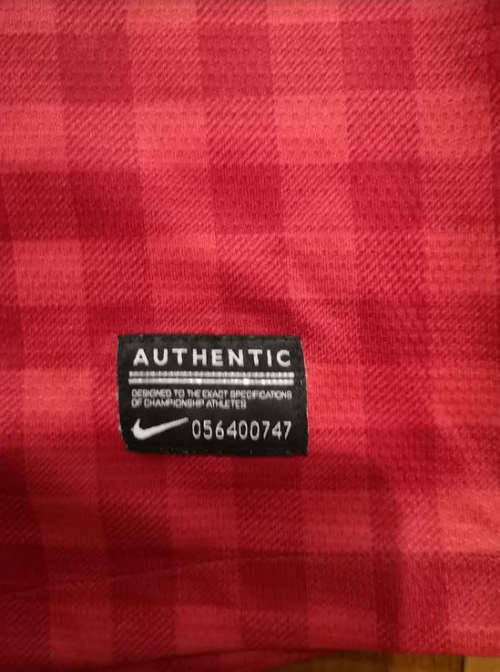 AUTHENTIC
DESIGNED TO THE EXACT SPECIFICATIONS
OF CHAMPIONSHIP ATHLETES
056400747